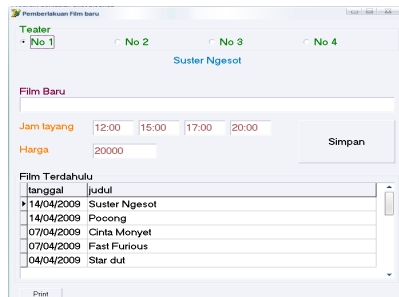 Pemberlakuan Film baru
Teater
No 1 No 2 No 3 No 4
Suster Ngesot
Film Baru
Jam tayang 12:00 15:00 17:00 20:00
Harga 20000
Simpan
Film Terdahulu
tanggal judul
14/04/2009 Suster Ngesot
14/04/2009 Pocong
07/04/2009 Cinta Monyet
07/04/2009 Fast Furious
04/04/2009 Star dut
Print